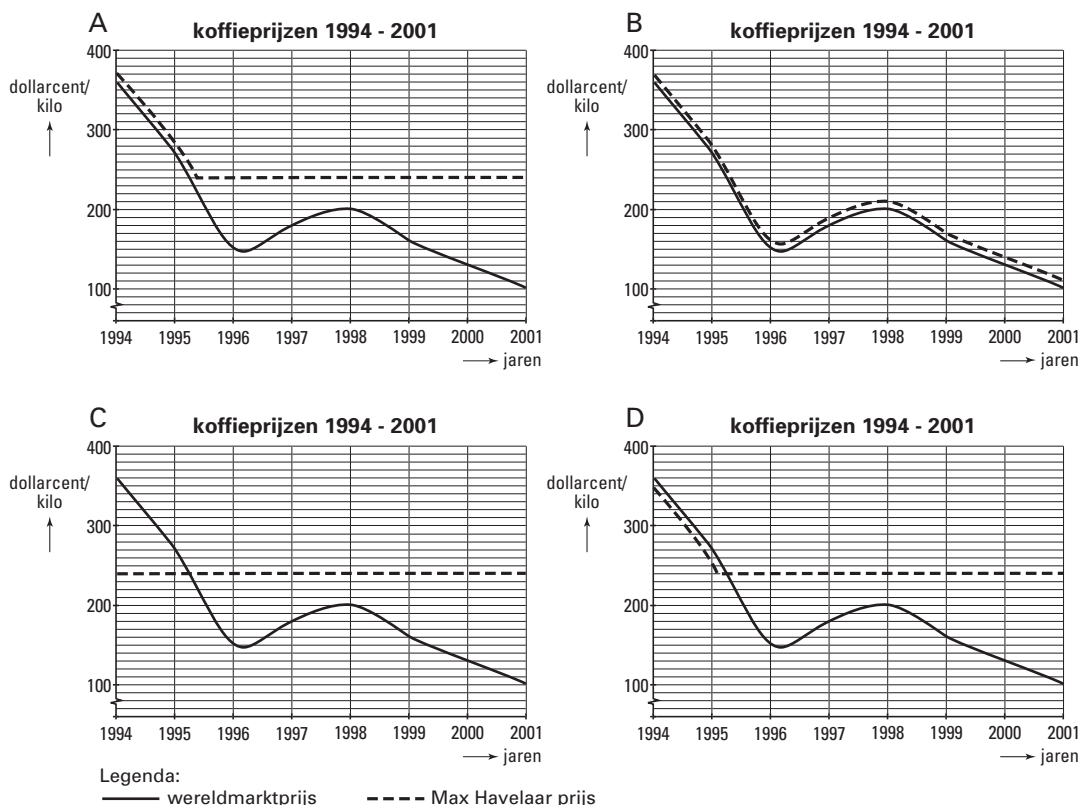 A
koffieprijzen 1994 - 2001
dollarcent/
kilo
400
300
200
100
1994 1995 1996 1997 1998 1999 2000 2001
jaren
B
koffieprijzen 1994 - 2001
dollarcent/
kilo
400
300
200
100
1994 1995 1996 1997 1998 1999 2000 2001
jaren
C
koffieprijzen 1994 - 2001
dollarcent/
kilo
400
300
200
100
1994 1995 1996 1997 1998 1999 2000 2001
jaren
D
koffieprijzen 1994 - 2001
dollarcent/
kilo
400
300
200
100
1994 1995 1996 1997 1998 1999 2000 2001
jaren
Legenda:
wereldmarktprijs Max Havelaar prijs